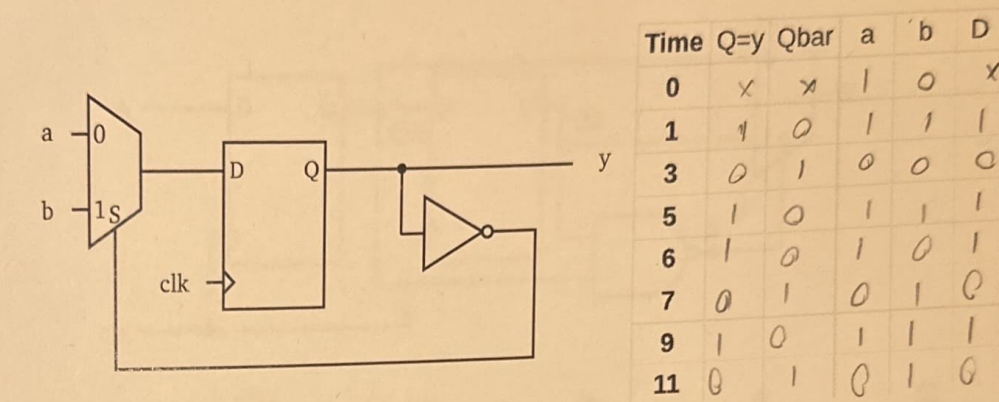 a 0
b 1 S
D Q
clk
y
Time Q=y Qbar a b D
0 x x 1 0 x
1 1 0 1 1 1
3 0 1 0 0 0
5 1 0 1 1 1
6 1 0 1 0 1
7 0 1 0 1 0
9 1 0 1 1 1
11 0 1 0 1 0